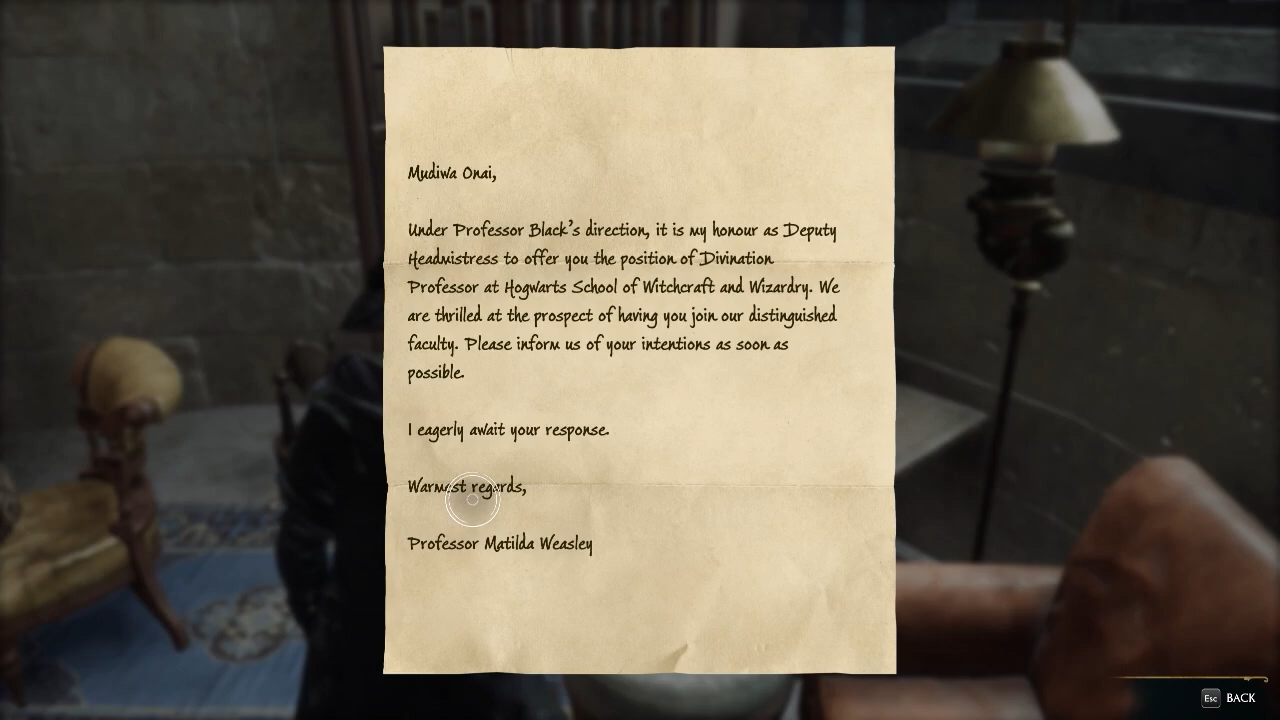 Mudiwa Onai,
Under Professor Black's direction, it is my honour as Deputy
Headmistress to offer you the position of Divination
Professor at Hogwarts School of Witchcraft and Wizardry. We
are thrilled at the prospect of having you join our distinguished
faculty. Please inform us of your intentions as soon as
possible.
I eagerly await your response.
Warmest regards,
Professor Matilda Weasley
Esc BACK